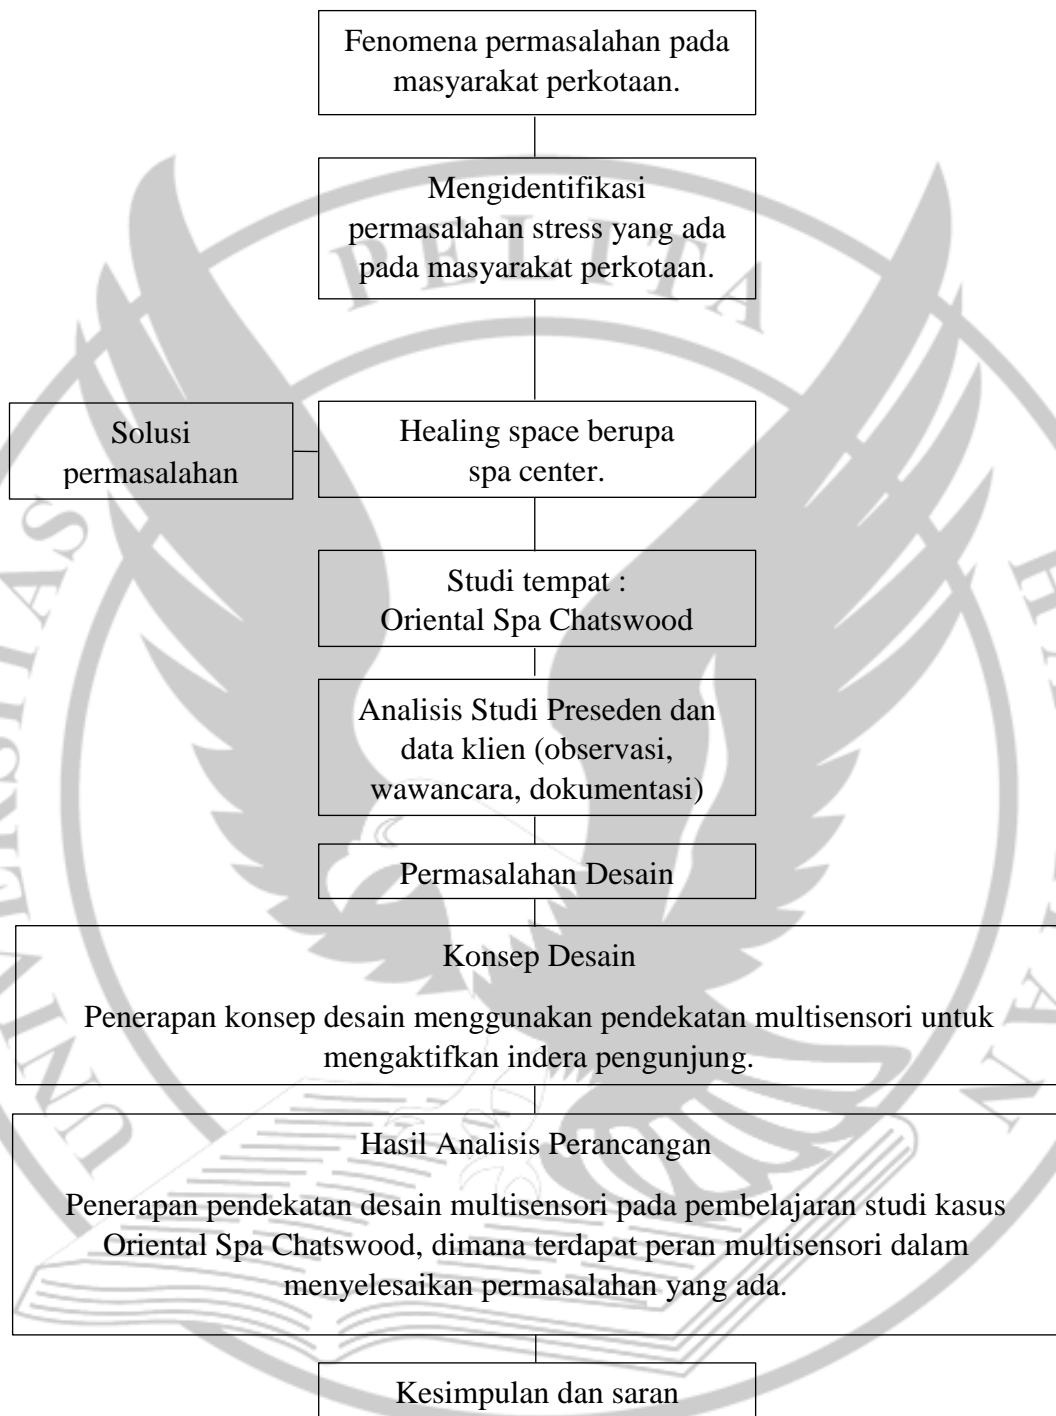 Fenomena permasalahan pada
masyarakat perkotaan.
Mengidentifikasi
permasalahan stress yang ada
pada masyarakat perkotaan.
Solusi
permasalahan
Healing space berupa
spa center.
Studi tempat :
Oriental Spa Chatswood
Analisis Studi Preseden dan
data klien (observasi,
wawancara, dokumentasi)
Permasalahan Desain
Konsep Desain
Penerapan konsep desain menggunakan pendekatan multisensori untuk
mengaktifkan indera pengunjung.
Hasil Analisis Perancangan
Penerapan pendekatan desain multisensori pada pembelajaran studi kasus
Oriental Spa Chatswood, dimana terdapat peran multisensori dalam
menyelesaikan permasalahan yang ada.
Kesimpulan dan saran
UNIVERSITAS
PELITA